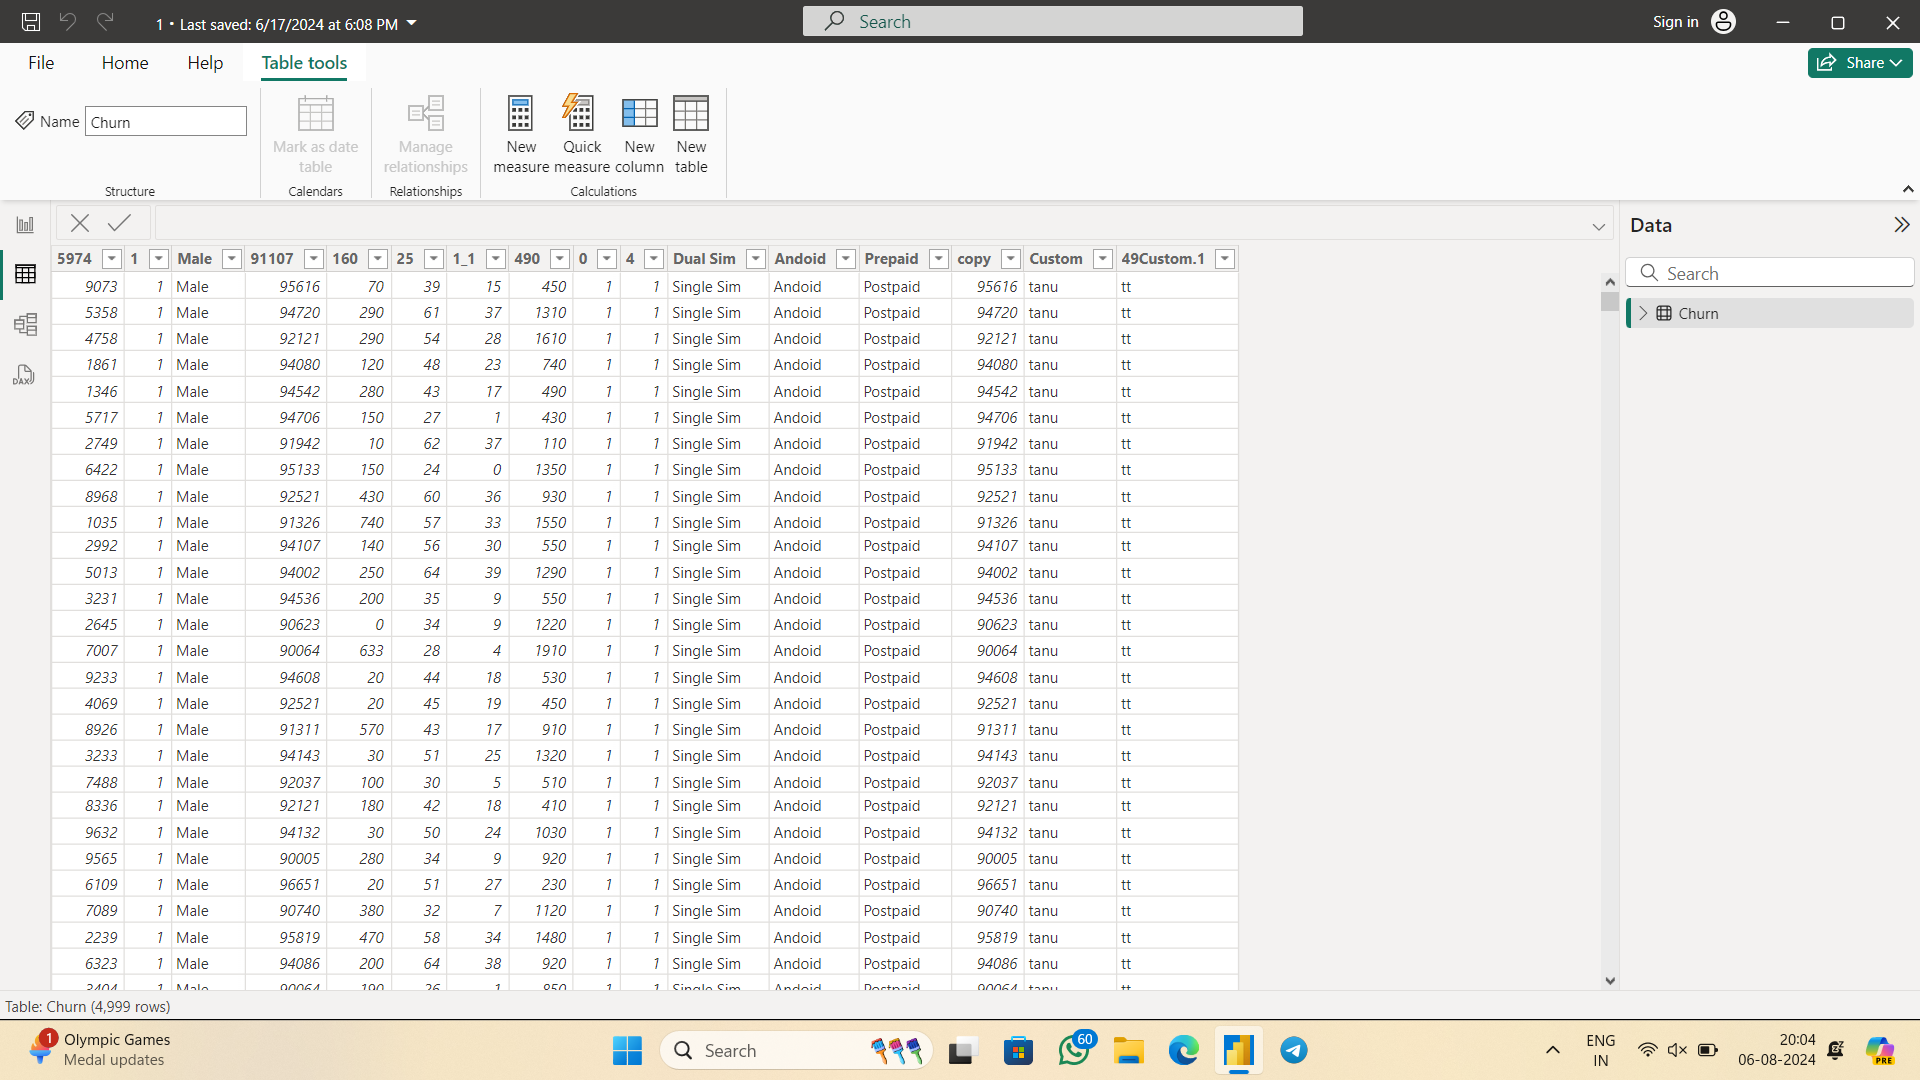 1 • Last saved: 6/17/2024 at 6:08 PM
Search
Sign in
File Home Help Table tools
Share
Name Churn
Mark as date table
Manage relationships
New measure
Quick measure
New column
New table
Structure Calendars Relationships Calculations
Data
Search
Churn
5974 1 Male 91107 160 25 1_1 490 0 4 Dual Sim Andoid Prepaid copy Custom 49Custom.1
9073 1 Male 95616 70 39 15 450 1 1 Single Sim Andoid Postpaid 95616 tanu tt
5358 1 Male 94720 290 61 37 1310 1 1 Single Sim Andoid Postpaid 94720 tanu tt
4758 1 Male 92121 290 54 28 1610 1 1 Single Sim Andoid Postpaid 92121 tanu tt
1861 1 Male 94080 120 48 23 740 1 1 Single Sim Andoid Postpaid 94080 tanu tt
1346 1 Male 94542 280 43 17 490 1 1 Single Sim Andoid Postpaid 94542 tanu tt
5717 1 Male 94706 150 27 1 430 1 1 Single Sim Andoid Postpaid 94706 tanu tt
2749 1 Male 91942 10 62 37 110 1 1 Single Sim Andoid Postpaid 91942 tanu tt
6422 1 Male 95133 150 24 0 1350 1 1 Single Sim Andoid Postpaid 95133 tanu tt
8968 1 Male 92521 430 60 36 930 1 1 Single Sim Andoid Postpaid 92521 tanu tt
1035 1 Male 91326 740 57 33 1550 1 1 Single Sim Andoid Postpaid 91326 tanu tt
2992 1 Male 94107 140 56 30 550 1 1 Single Sim Andoid Postpaid 94107 tanu tt
5013 1 Male 94002 250 64 39 1290 1 1 Single Sim Andoid Postpaid 94002 tanu tt
3231 1 Male 94536 200 35 9 550 1 1 Single Sim Andoid Postpaid 94536 tanu tt
2645 1 Male 90623 0 34 9 1220 1 1 Single Sim Andoid Postpaid 90623 tanu tt
7007 1 Male 90064 633 28 4 1910 1 1 Single Sim Andoid Postpaid 90064 tanu tt
9233 1 Male 94608 20 44 18 530 1 1 Single Sim Andoid Postpaid 94608 tanu tt
4069 1 Male 92521 20 45 19 450 1 1 Single Sim Andoid Postpaid 92521 tanu tt
8926 1 Male 91311 570 43 17 910 1 1 Single Sim Andoid Postpaid 91311 tanu tt
3233 1 Male 94143 30 51 25 1320 1 1 Single Sim Andoid Postpaid 94143 tanu tt
7488 1 Male 92037 100 30 5 510 1 1 Single Sim Andoid Postpaid 92037 tanu tt
8336 1 Male 92121 180 42 18 410 1 1 Single Sim Andoid Postpaid 92121 tanu tt
9632 1 Male 94132 30 50 24 1030 1 1 Single Sim Andoid Postpaid 94132 tanu tt
9565 1 Male 90005 280 34 9 920 1 1 Single Sim Andoid Postpaid 90005 tanu tt
6109 1 Male 96651 20 51 27 230 1 1 Single Sim Andoid Postpaid 96651 tanu tt
7089 1 Male 90740 380 32 7 1120 1 1 Single Sim Andoid Postpaid 90740 tanu tt
2239 1 Male 95819 470 58 34 1480 1 1 Single Sim Andoid Postpaid 95819 tanu tt
6323 1 Male 94086 200 64 38 920 1 1 Single Sim Andoid Postpaid 94086 tanu tt
3404 1 Male 90064 190 26 1 850 1 1 Single Sim Andoid Postpaid 90064 tanu tt
DAX
Table: Churn (4,999 rows)
1
Olympic Games
Medal updates
Search
60
ENG
IN
20:04
06-08-2024
PRE